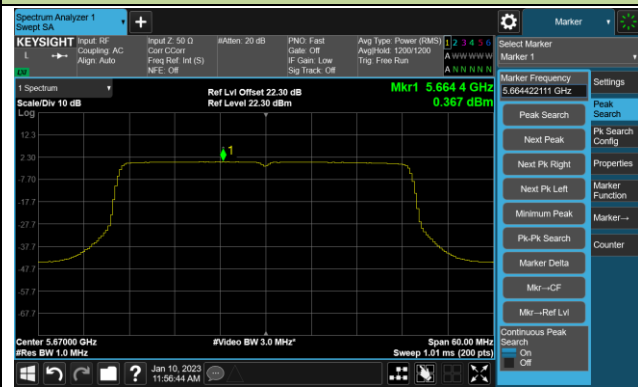 Spectrum Analyzer 1
Swept SA
+
Marker
KEYSIGHT
L
Input: RF
Coupling: AC
Align: Auto
Input Z: 50 Ω
Corr CCorr
Freq Ref: Int (S)
NFE: Off
#Atten: 20 dB
PNO: Fast
Gate: Off
IF Gain: Low
Sig Track: Off
Avg Type: Power (RMS)
Avg|Hold: 1200/1200
Trig: Free Run
1 2 3 4 5 6
A W W W W W
A N N N N N
Select Marker
Marker 1
1 Spectrum
Scale/Div 10 dB
Log
Ref Lvl Offset 22.30 dB
Ref Level 22.30 dBm
Mkr1 5.664 4 GHz
0.367 dBm
12.3
2.30
-7.70
-17.7
-27.7
-37.7
-47.7
-57.7
-67.7
1
Center 5.67000 GHz
#Res BW 1.0 MHz
#Video BW 3.0 MHz*
Span 60.00 MHz
Sweep 1.01 ms (200 pts)
Marker Frequency
5.664422111 GHz
Peak Search
Next Peak
Next Pk Right
Next Pk Left
Minimum Peak
Pk-Pk Search
Marker Delta
Mkr→CF
Mkr→Ref Lvl
Continuous Peak
Search
On
Off
Settings
Peak
Search
Pk Search
Config
Properties
Marker
Function
Marker→
Counter
?
Jan 10, 2023
11:56:44 AM